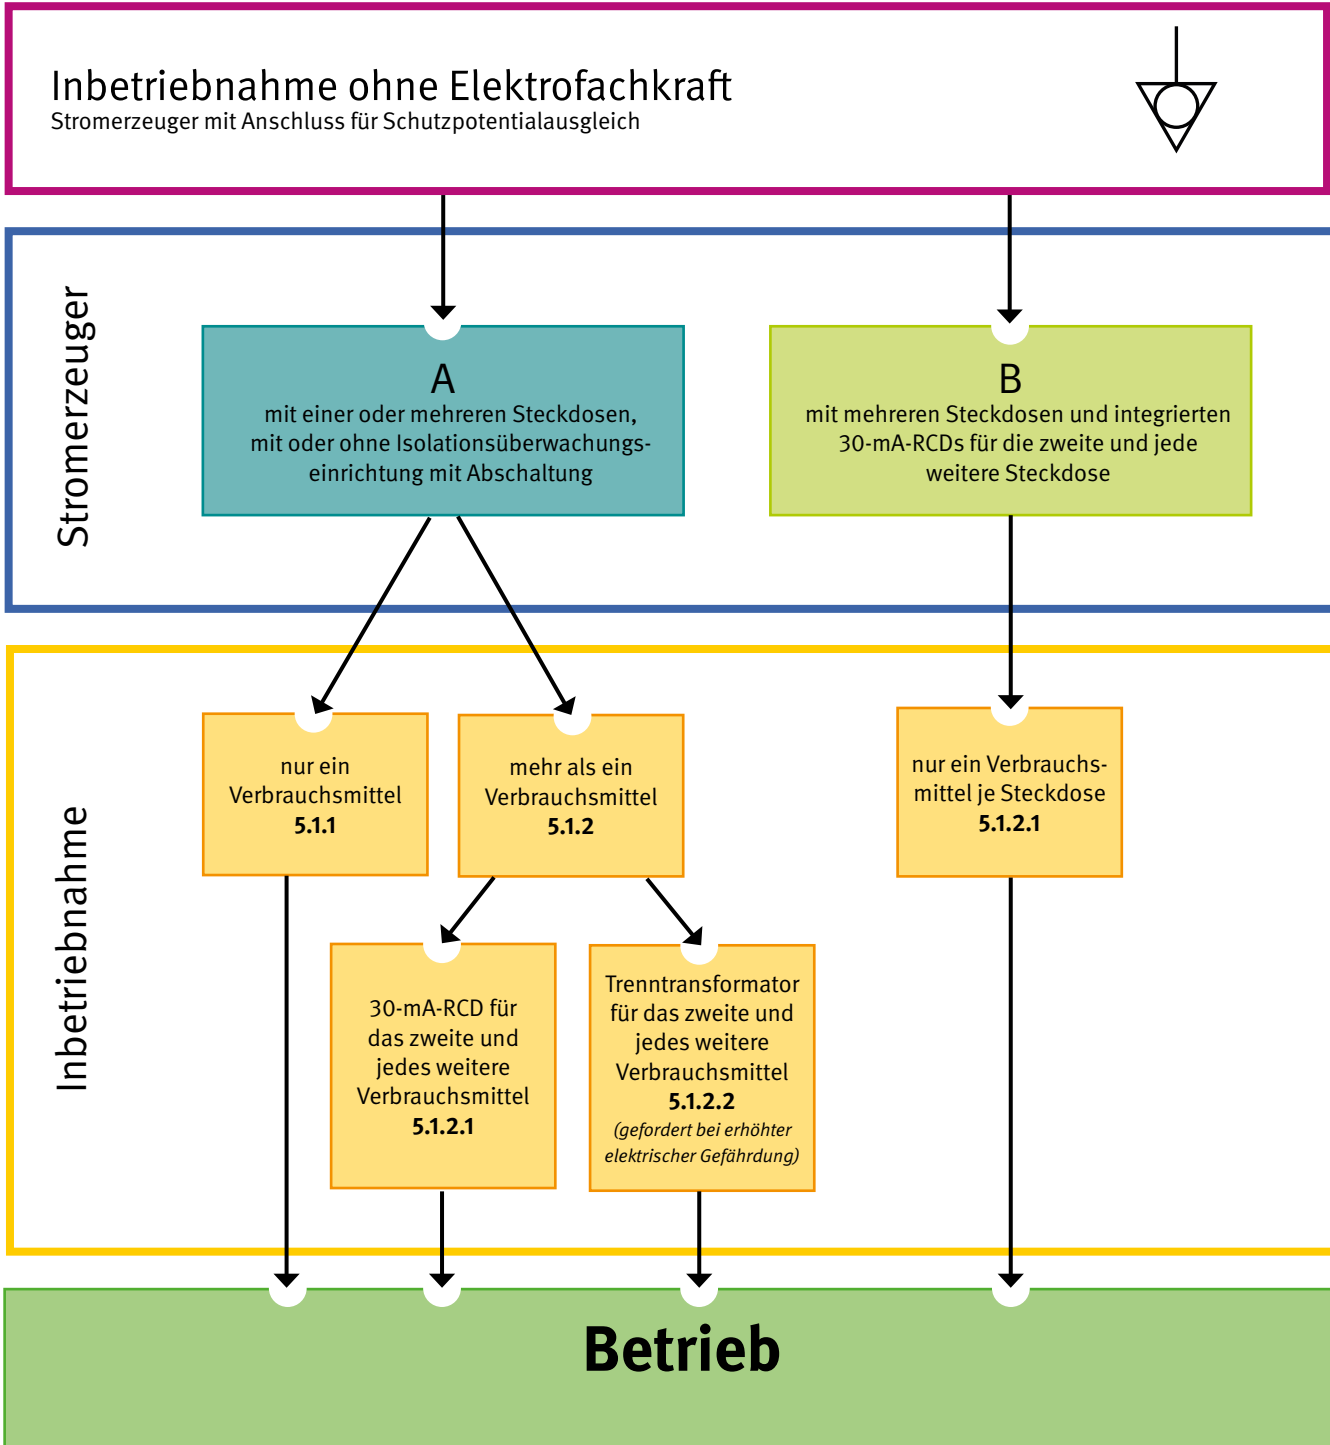 Inbetriebnahme ohne Elektrofachkraft
Stromerzeuger mit Anschluss für Schutzpotentialausgleich
Stromerzeuger
A
mit einer oder mehreren Steckdosen,
mit oder ohne Isolationsüberwachungs-
einrichtung mit Abschaltung
B
mit mehreren Steckdosen und integrierten
30-mA-RCDs für die zweite und jede
weitere Steckdose
Inbetriebnahme
nur ein
Verbrauchsmittel
5.1.1
mehr als ein
Verbrauchsmittel
5.1.2
nur ein Verbrauchs-
mittel je Steckdose
5.1.2.1
30-mA-RCD für
das zweite und
jedes weitere
Verbrauchsmittel
5.1.2.1
Trenntransformator
für das zweite und
jedes weitere
Verbrauchsmittel
5.1.2.2
(gefordert bei erhöhter
elektrischer Gefährdung)
Betrieb